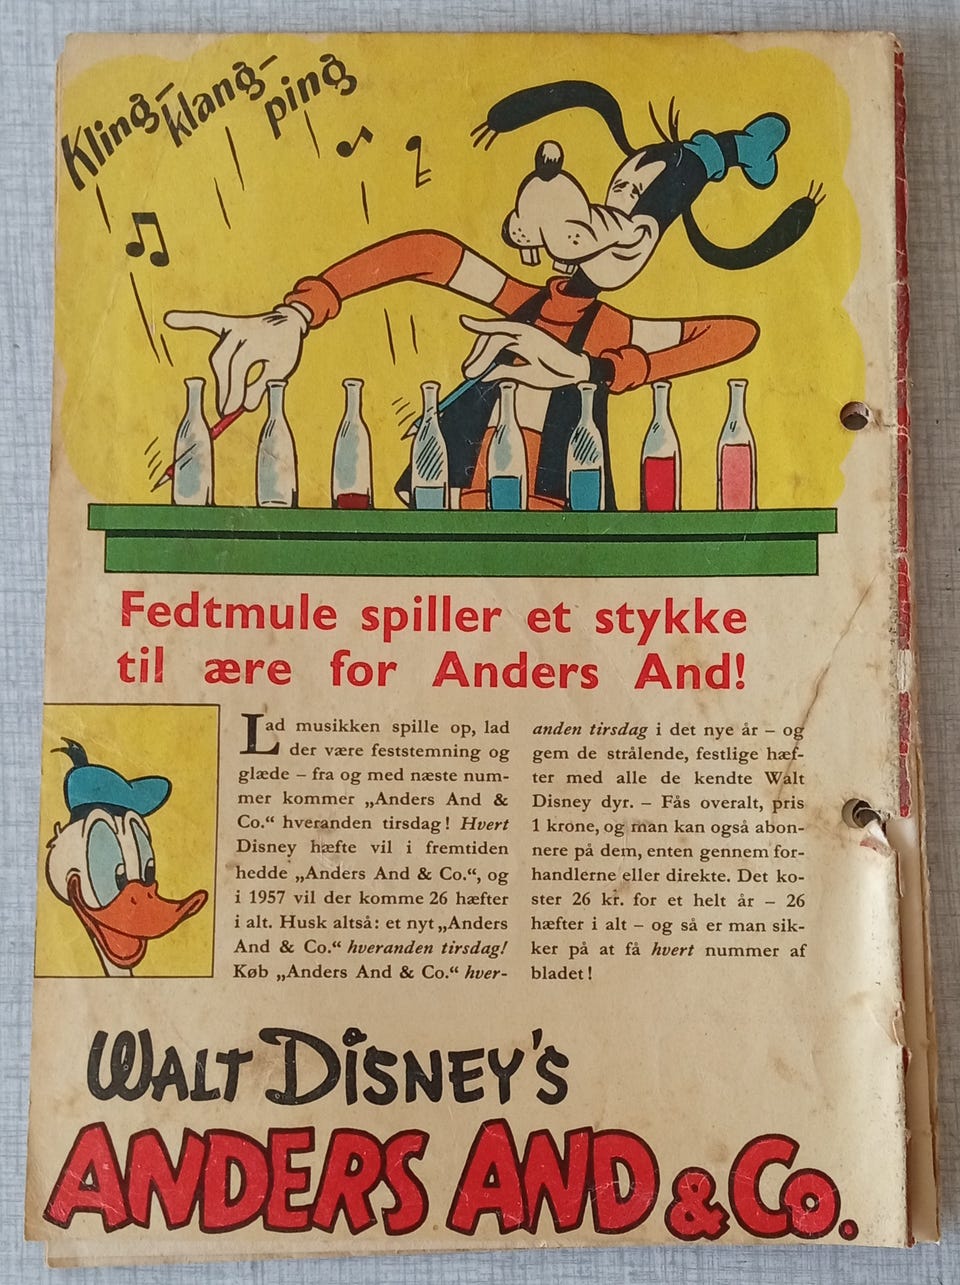 Kling-
klang-
ping
Fedtmule spiller et stykke
til ære for Anders And!
Lad musikken spille op, lad
der være feststemning og
glæde – fra og med næste num-
mer kommer „Anders And &
Co.“ hveranden tirsdag! Hvert
Disney hæfte vil i fremtiden
hedde „Anders And & Co.“, og
i 1957 vil der komme 26 hæfter
i alt. Husk altså: et nyt „Anders
And & Co.“ hveranden tirsdag!
Køb „Anders And & Co.“ hver-
anden tirsdag i det nye år – og
gem de strålende, festlige hæf-
ter med alle de kendte Walt
Disney dyr. – Fås overalt, pris
1 krone, og man kan også abon-
nere på dem, enten gennem for-
handlerne eller direkte. Det ko-
ster 26 kr. for et helt år – 26
hæfter i alt – og så er man sik-
ker på at få hvert nummer af
bladet!
WALT DISNEY'S
ANDERS AND & Co.